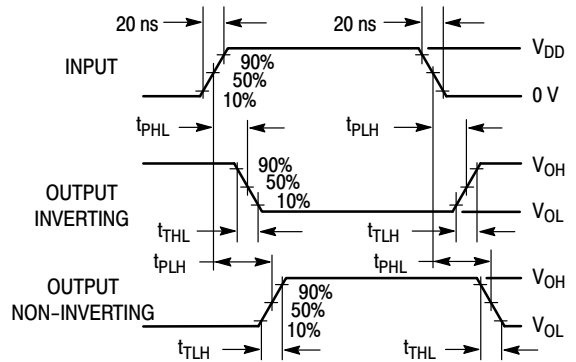 20 ns 20 ns
V_DD
INPUT
90%
50%
10%
0 V
t_PHL t_PLH
90%
50%
10%
V_OH
OUTPUT
INVERTING
V_OL
t_THL t_TLH
t_PLH t_PHL
OUTPUT
NON–INVERTING
90%
50%
10%
V_OH
V_OL
t_TLH t_THL